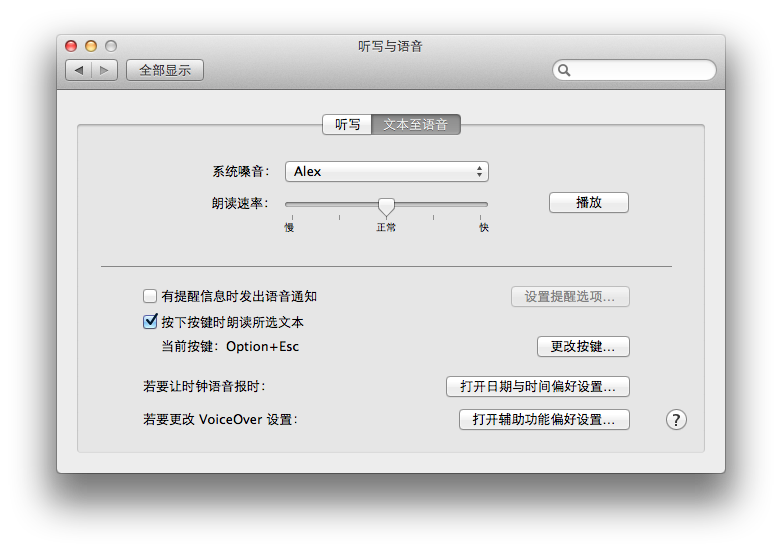 听写与语音
全部显示
听写 文本至语音
系统嗓音： Alex
朗读速率： 播放
慢 正常 快
有提醒信息时发出语音通知 设置提醒选项...
按下按键时朗读所选文本
当前按键：Option+Esc 更改按键...
若要让时钟语音报时： 打开日期与时间偏好设置...
若要更改 VoiceOver 设置： 打开辅助功能偏好设置... ?